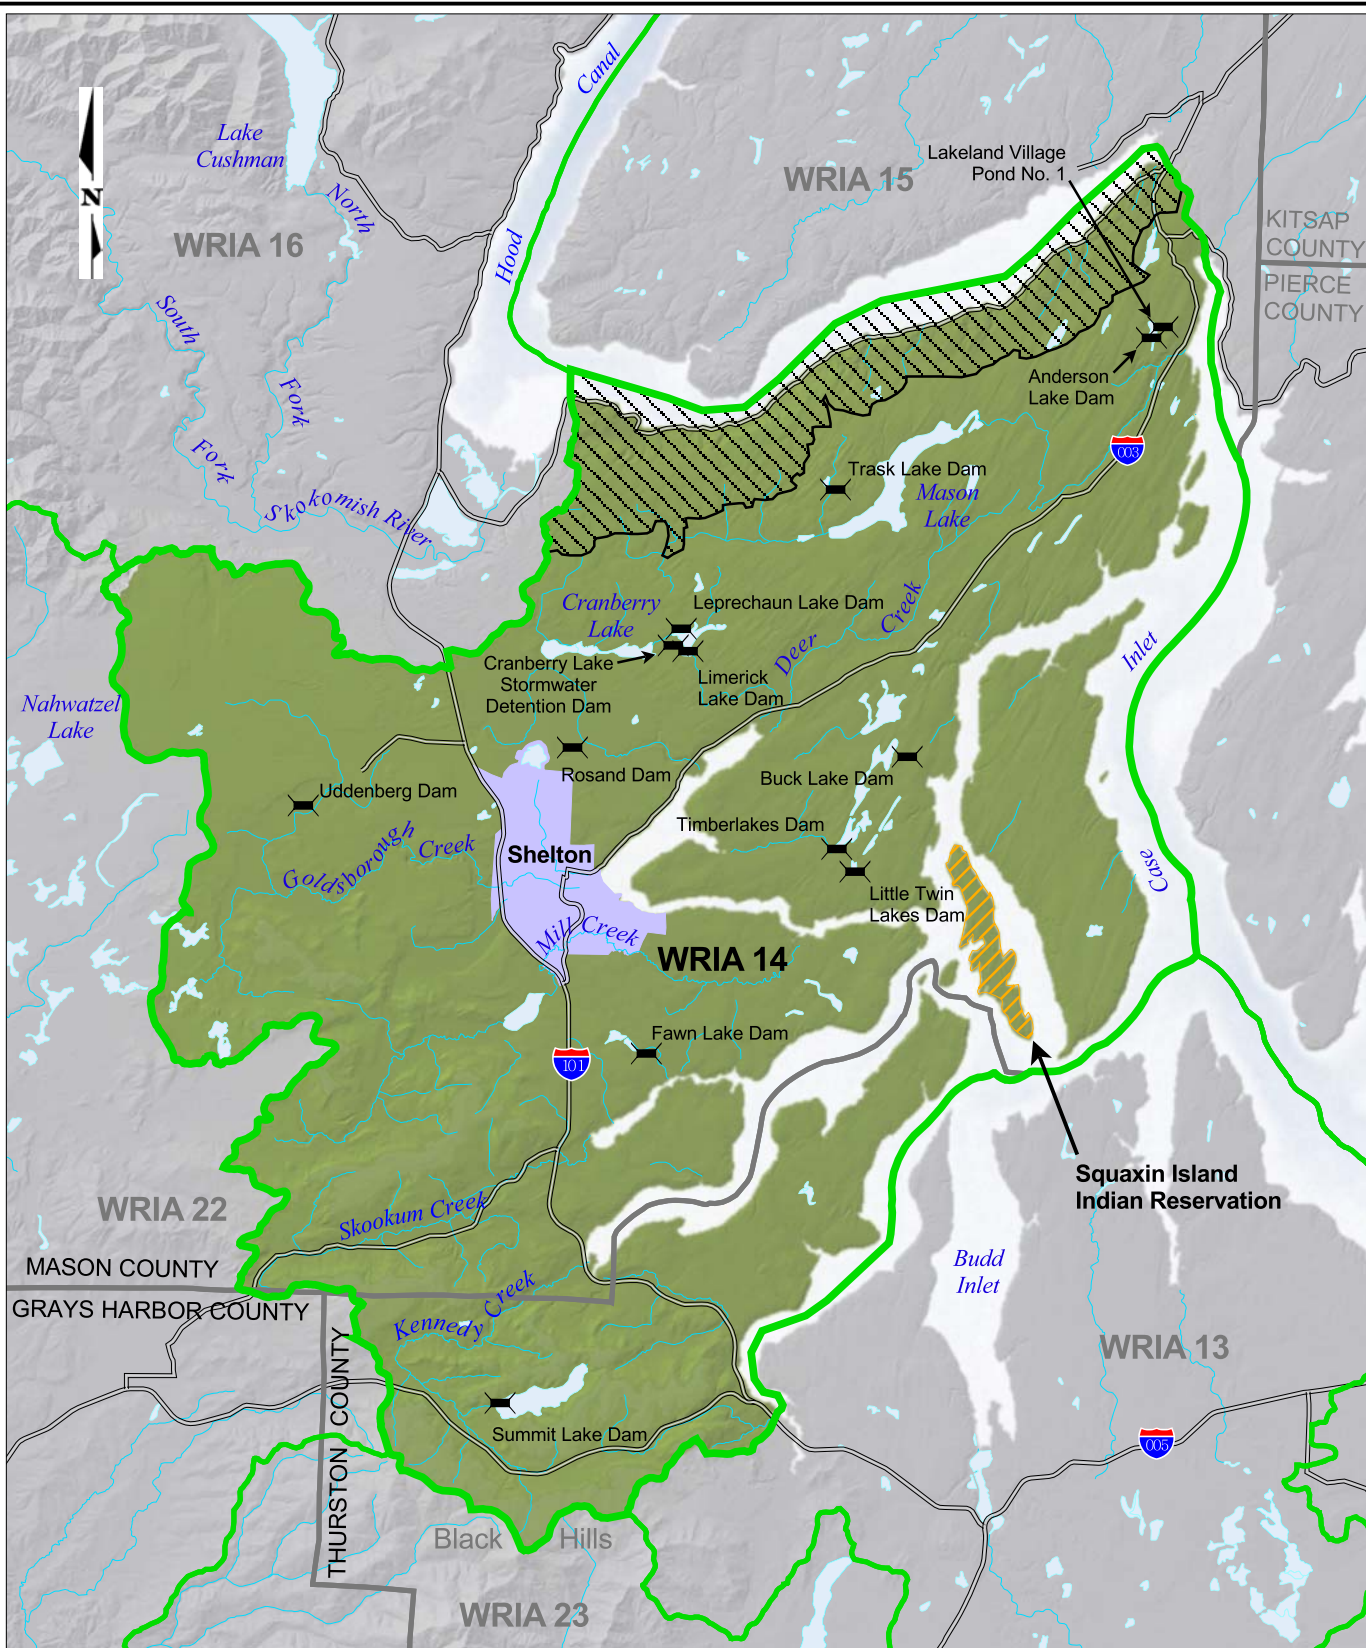 Canal
Lake
Cushman
North
WRIA 15
Lakeland Village
Pond No. 1
N
WRIA 16
Hood
KITSAP
COUNTY
PIERCE
COUNTY
South
Fork
Anderson
Lake Dam
Fork
003
Trask Lake Dam
Mason
Lake
Skokomish River
Cranberry
Lake
Leprechaun Lake Dam
Creek
Deer
Inlet
Cranberry Lake
Stormwater
Detention Dam
Limerick
Lake Dam
Nahwatzel
Lake
Rosand Dam
Buck Lake Dam
Uddenberg Dam
Timberlakes Dam
Goldsborough
Creek
Shelton
Case
Little Twin
Lakes Dam
Mill Creek
WRIA 14
Fawn Lake Dam
101
Squaxin Island
Indian Reservation
WRIA 22
Skookum Creek
MASON COUNTY
GRAYS HARBOR COUNTY
Budd
Inlet
Kennedy Creek
THURSTON COUNTY
WRIA 13
Summit Lake Dam
005
Black Hills
WRIA 23